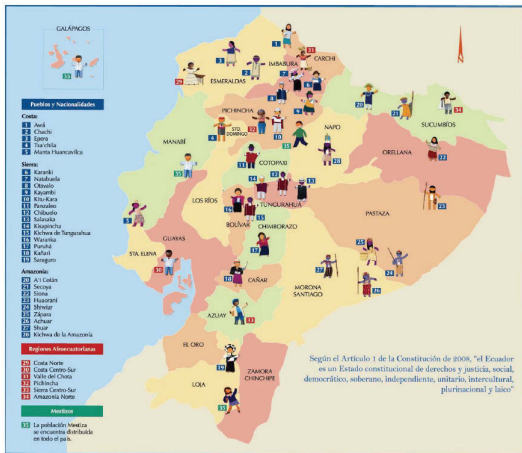 GALÁPAGOS
35
Pueblos y Nacionalidades
Costa:
1 Awá
2 Chachi
3 Epera
4 Tsa'chila
5 Manta Huancavilca
Sierra:
6 Karanki
7 Natabuela
8 Otavalo
9 Kayambi
10 Kitu-Kara
11 Panzaleo
12 Chibuleo
13 Salasaka
14 Kisapincha
15 Kichwa de Tungurahua
16 Waranka
17 Puruhá
18 Kañari
19 Saraguro
Amazonía:
20 A'i Cofán
21 Secoya
22 Siona
23 Huaorani
24 Shiwiar
25 Zápara
26 Achuar
27 Shuar
28 Kichwa de la Amazonía
Regiones Afroecuatorianas
29 Costa Norte
30 Costa Centro-Sur
31 Valle del Chota
32 Pichincha
33 Sierra Centro-Sur
34 Amazonía Norte
Mestizos
35 La población Mestiza
se encuentra distribuida
en todo el país.
ESMERALDAS
IMBABURA
CARCHI
PICHINCHA
STO.
DOMINGO
MANABÍ
COTOPAXI
NAPO
SUCUMBÍOS
ORELLANA
LOS RÍOS
TUNGURAHUA
BOLÍVAR
CHIMBORAZO
PASTAZA
STA. ELENA
GUAYAS
CAÑAR
MORONA
SANTIAGO
AZUAY
EL ORO
LOJA
ZAMORA
CHINCHIPE
Según el Artículo 1 de la Constitución de 2008, "el Ecuador
es un Estado constitucional de derechos y justicia, social,
democrático, soberano, independiente, unitario, intercultural,
plurinacional y laico"